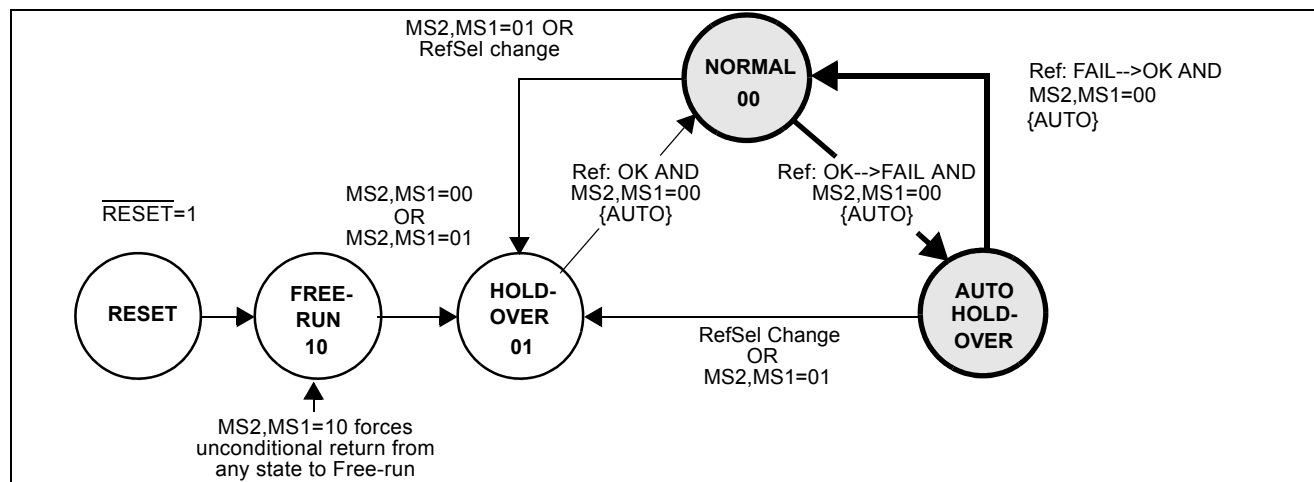 MS2,MS1=01 OR
RefSel change
NORMAL
00
Ref: FAIL-->OK AND
MS2,MS1=00
{AUTO}
Ref: OK AND
MS2,MS1=00
{AUTO}
Ref: OK-->FAIL AND
MS2,MS1=00
{AUTO}
MS2,MS1=00
OR
MS2,MS1=01
RESET=1
RESET
FREE-
RUN
10
HOLD-
OVER
01
AUTO
HOLD-
OVER
RefSel Change
OR
MS2,MS1=01
MS2,MS1=10 forces
unconditional return from
any state to Free-run